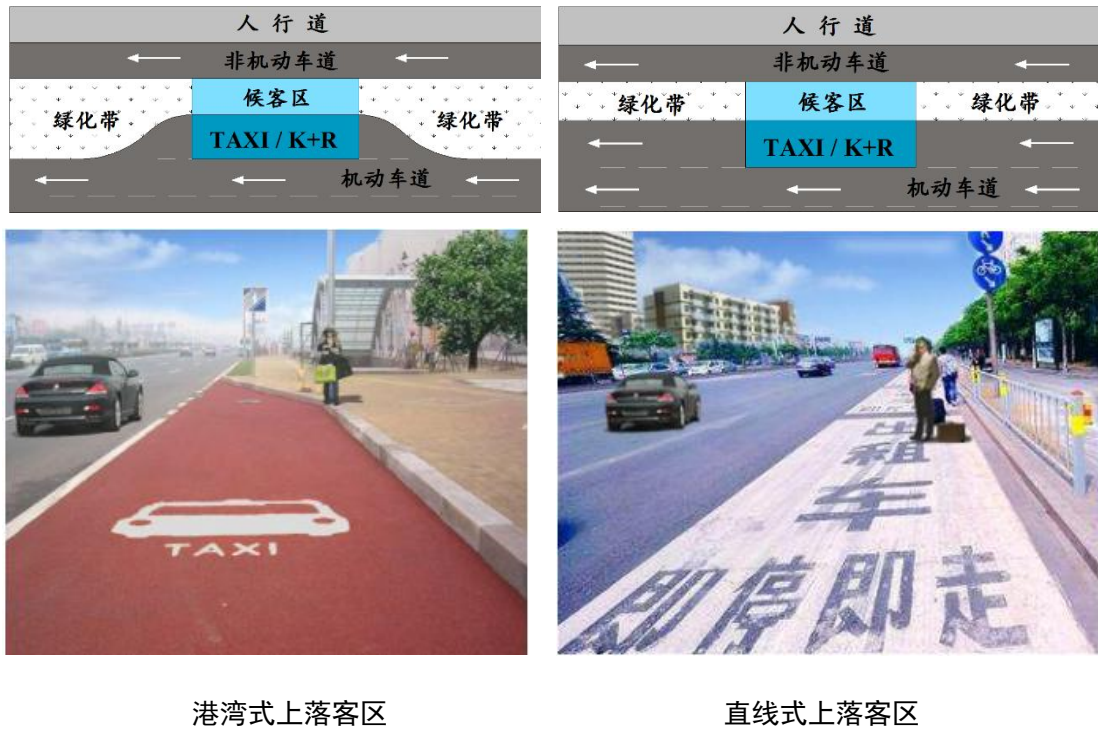 人行道
非机动车道
绿化带
候客区
绿化带
TAXI / K+R
机动车道
人行道
非机动车道
绿化带
候客区
绿化带
TAXI / K+R
机动车道
TAXI
出
租
车
即停即走
港湾式上落客区
直线式上落客区